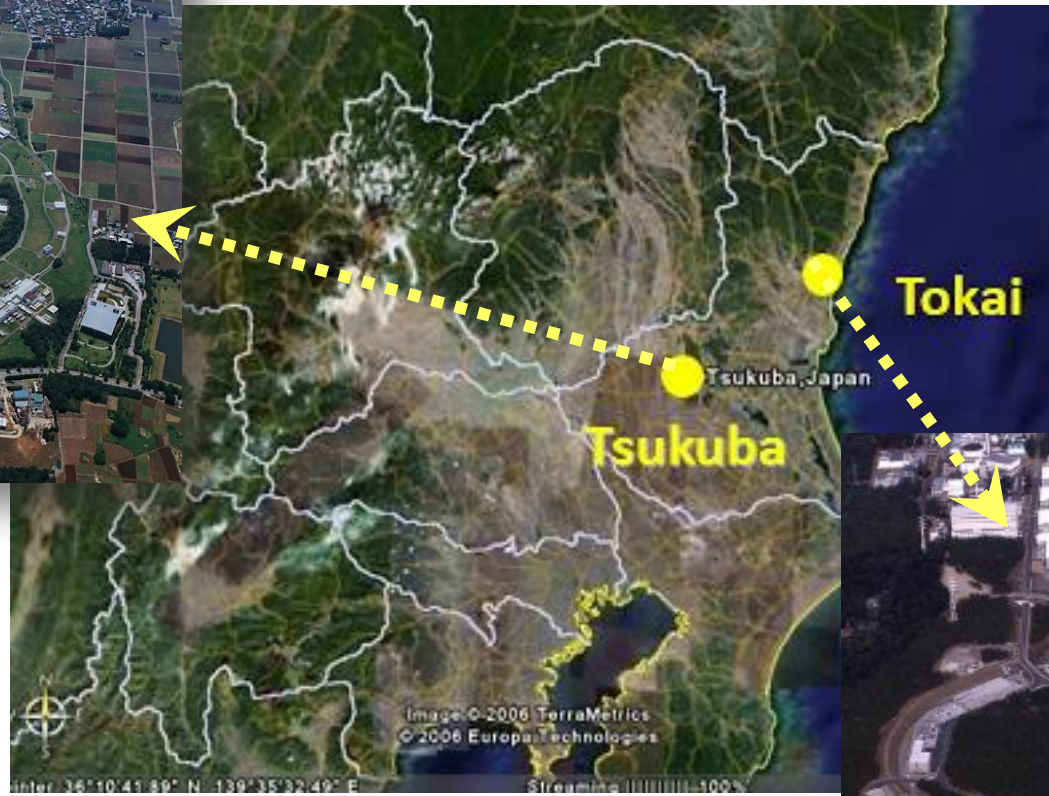 Tokai
Tsukuba,Japan
Tsukuba
Image © 2006 TerraMetrics
© 2006 Europa Technologies
inter 36°10'41.89" N 139°35'32.49" E
Streaming ||||||||| 100%